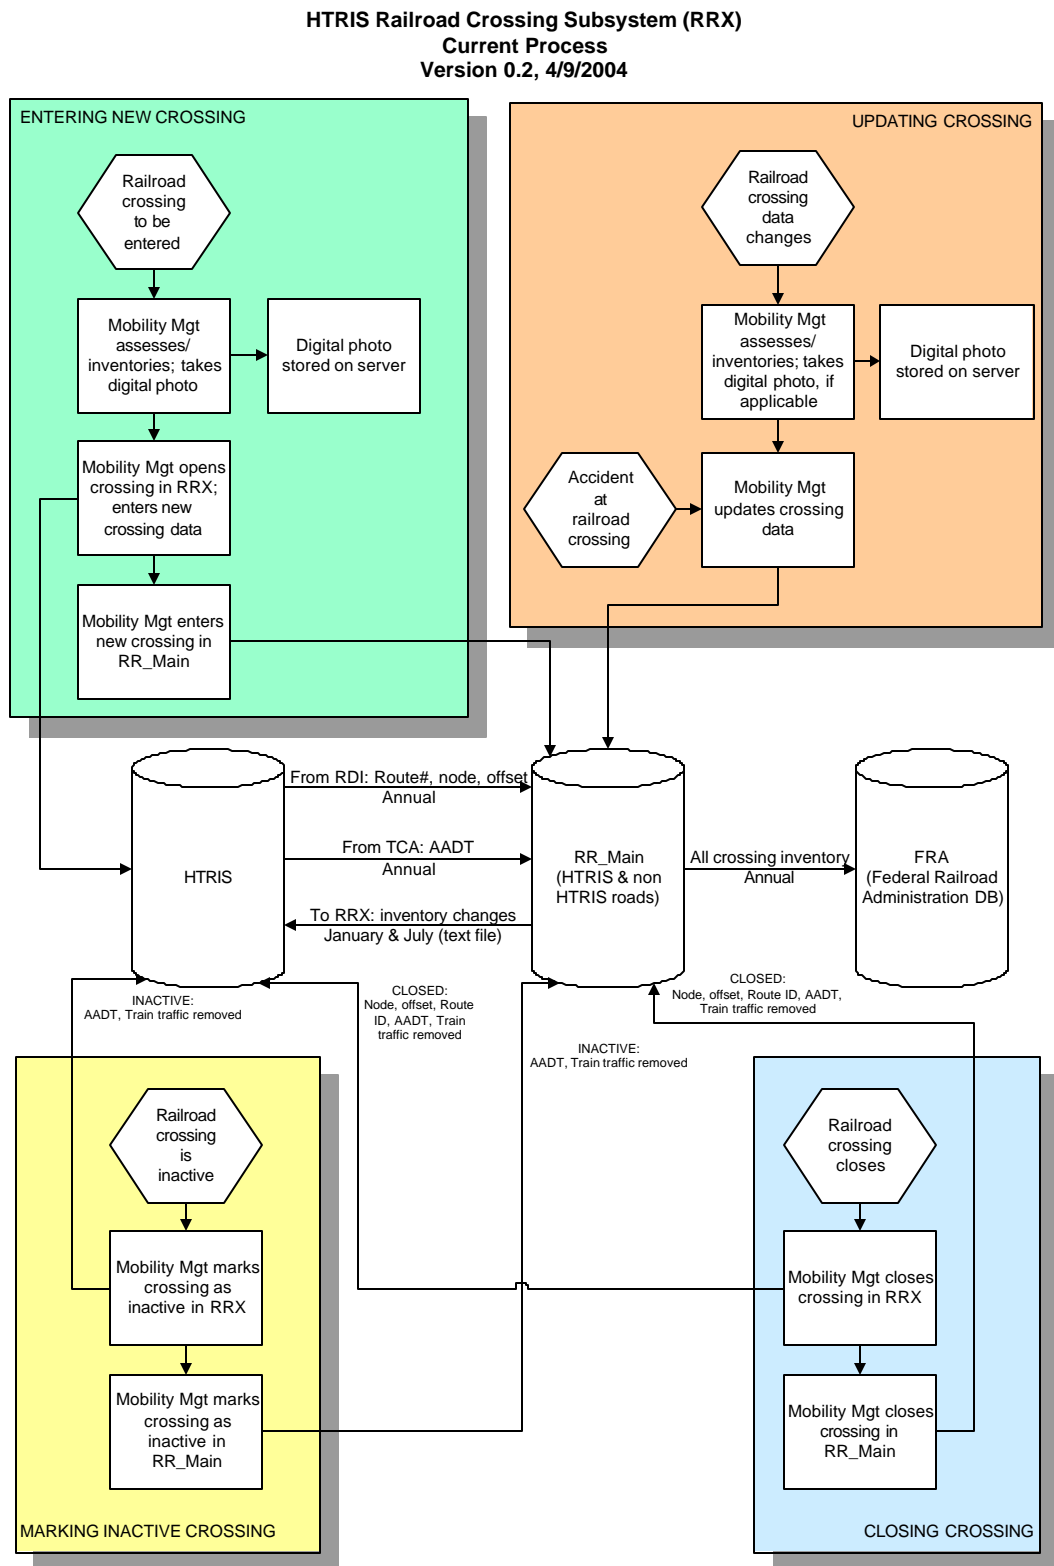 HTRIS Railroad Crossing Subsystem (RRX)
Current Process
Version 0.2, 4/9/2004
ENTERING NEW CROSSING
Railroad
crossing
to be
entered
Mobility Mgt
assesses/
inventories; takes
digital photo
Digital photo
stored on server
Mobility Mgt opens
crossing in RRX;
enters new
crossing data
Mobility Mgt enters
new crossing in
RR_Main
UPDATING CROSSING
Railroad
crossing
data
changes
Mobility Mgt
assesses/
inventories; takes
digital photo, if
applicable
Digital photo
stored on server
Accident
at
railroad
crossing
Mobility Mgt
updates crossing
data
HTRIS
From RDI: Route#, node, offset
Annual
From TCA: AADT
Annual
To RRX: inventory changes
January & July (text file)
RR_Main
(HTRIS & non
HTRIS roads)
All crossing inventory
Annual
FRA
(Federal Railroad
Administration DB)
INACTIVE:
AADT, Train traffic removed
CLOSED:
Node, offset, Route
ID, AADT, Train
traffic removed
INACTIVE:
AADT, Train traffic removed
CLOSED:
Node, offset, Route ID, AADT,
Train traffic removed
Railroad
crossing
is
inactive
Mobility Mgt marks
crossing as
inactive in RRX
Mobility Mgt marks
crossing as
inactive in
RR_Main
MARKING INACTIVE CROSSING
Railroad
crossing
closes
Mobility Mgt closes
crossing in RRX
Mobility Mgt closes
crossing in
RR_Main
CLOSING CROSSING